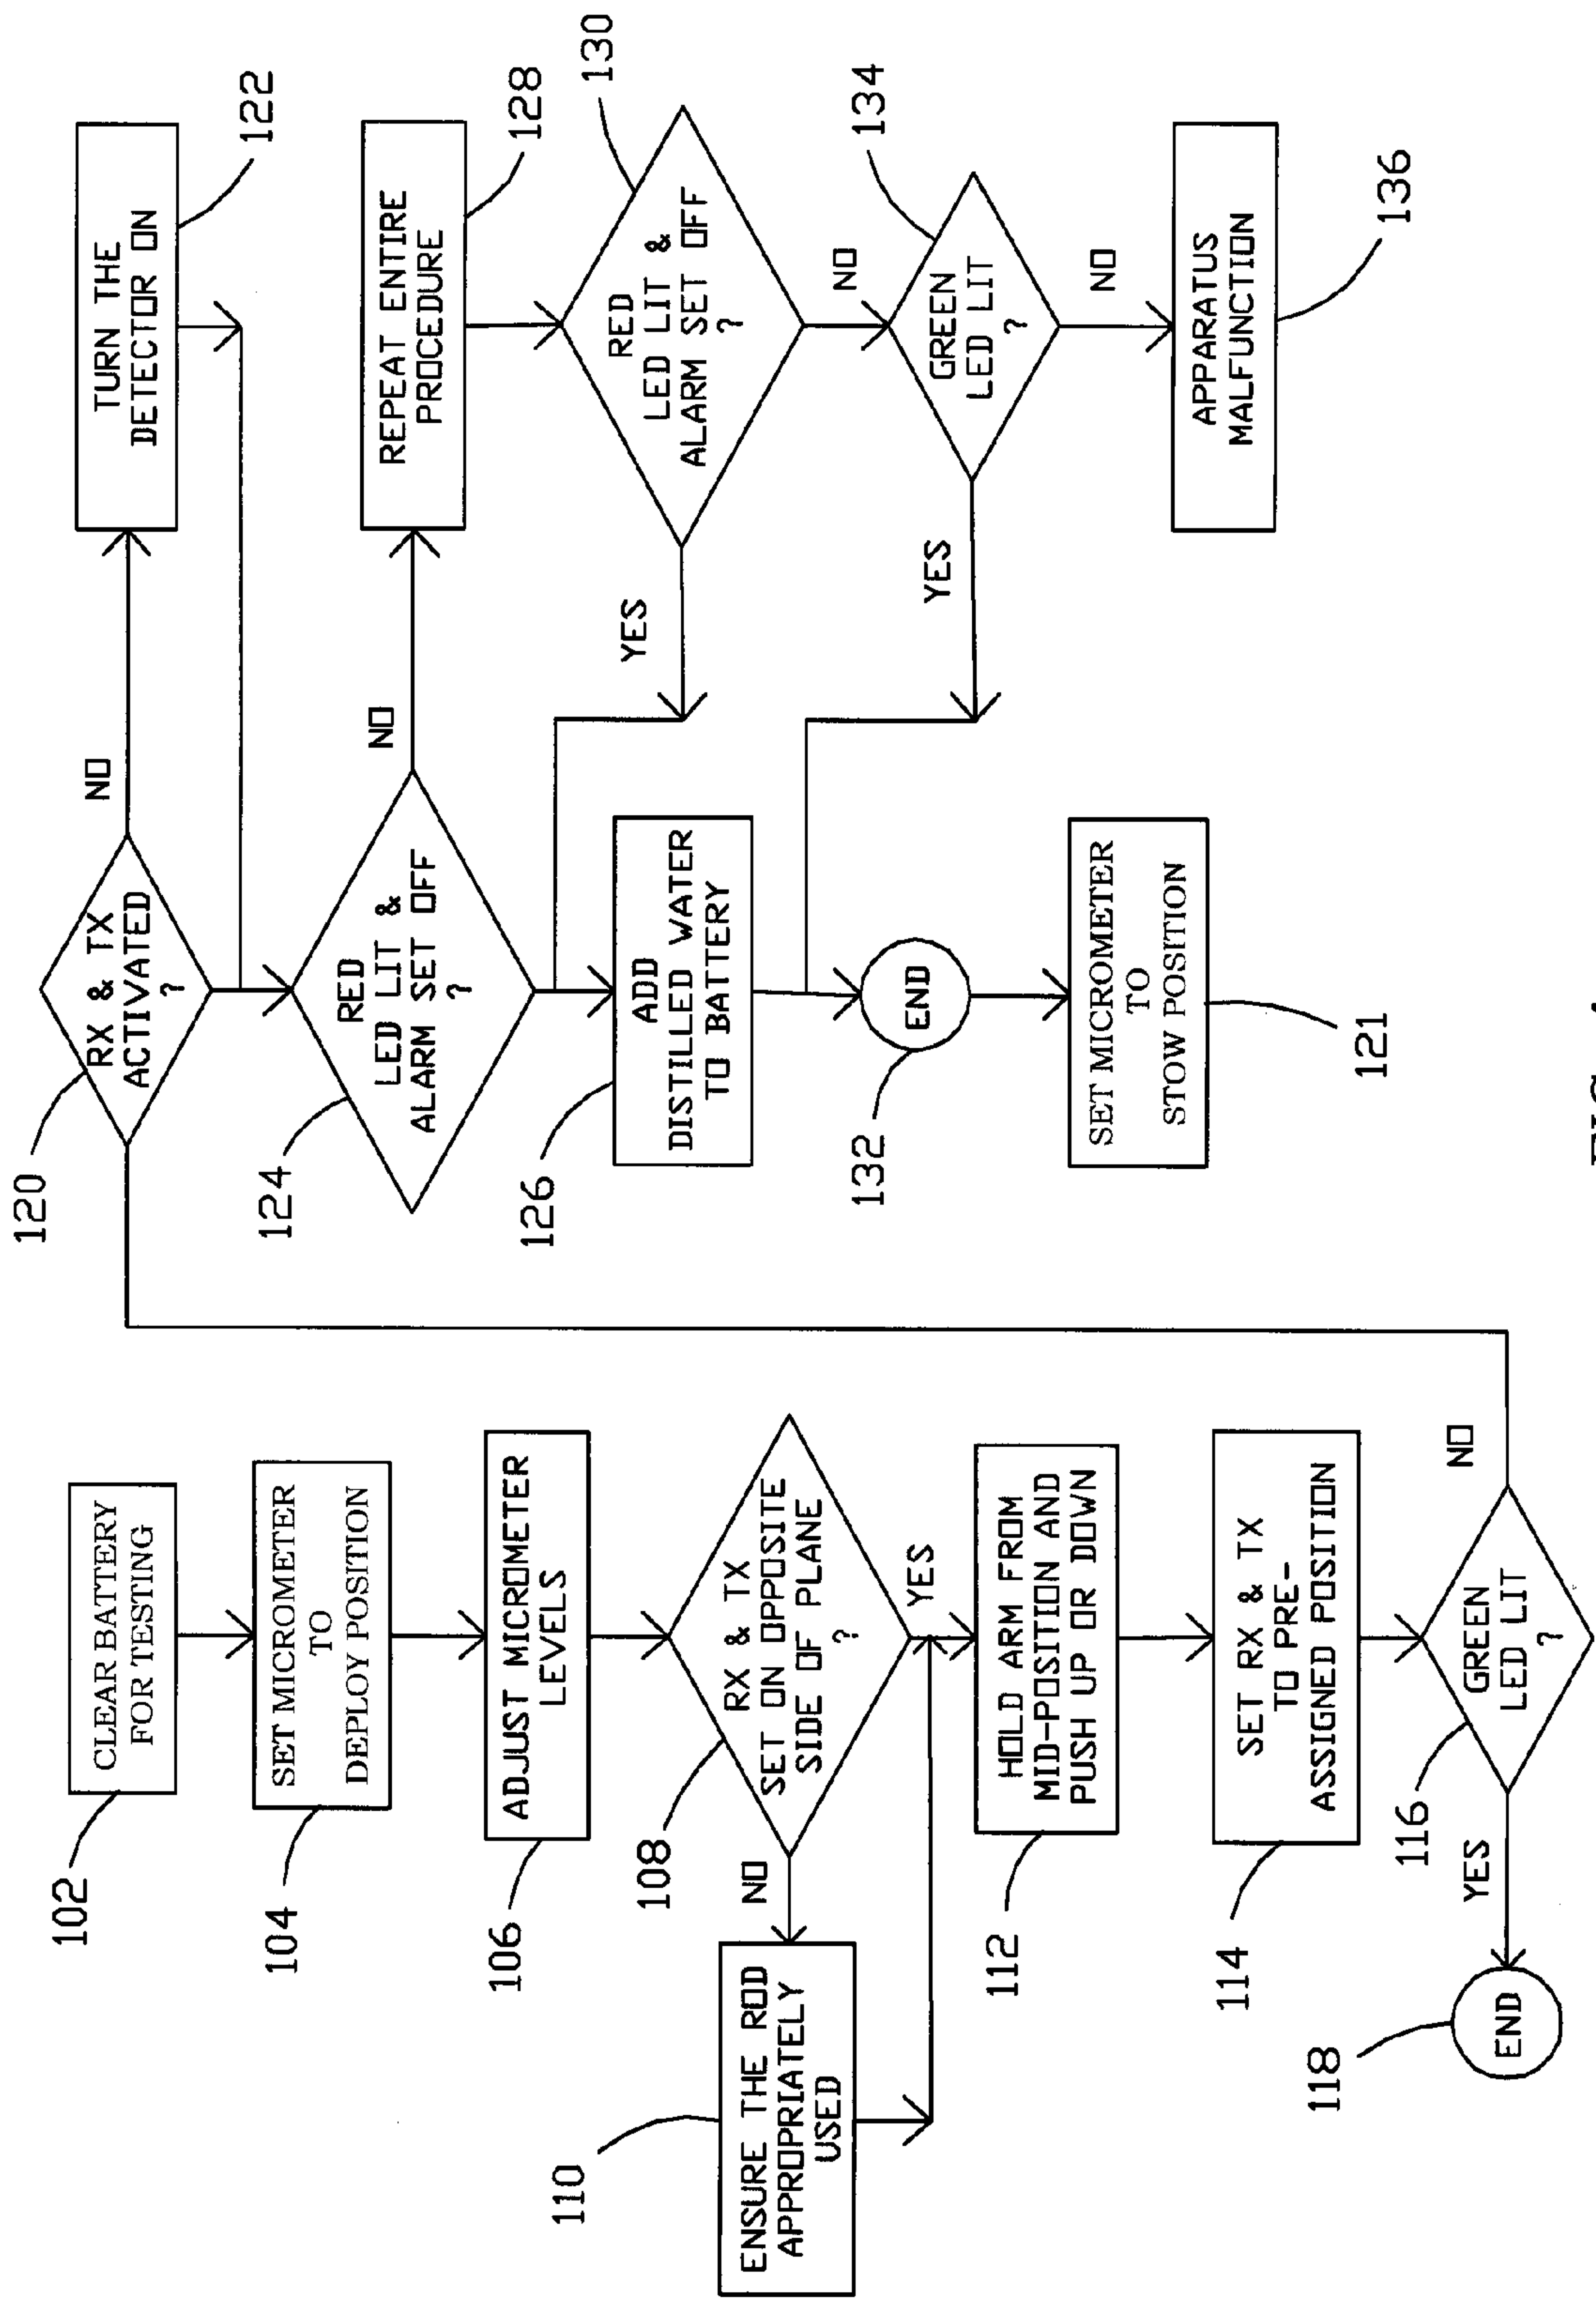 102
CLEAR BATTERY
FOR TESTING
104
SET MICROMETER
TO
DEPLOY POSITION
106
ADJUST MICROMETER
LEVELS
108
RX & TX
SET ON OPPOSITE
SIDE OF PLANE
?
NO
YES
110
ENSURE THE ROD
APPROPRIATELY
USED
112
HOLD ARM FROM
MID-POSITION AND
PUSH UP OR DOWN
114
SET RX & TX
TO PRE-
ASSIGNED POSITION
116
GREEN
LED LIT
?
YES
NO
118
END
120
RX & TX
ACTIVATED
?
NO
TURN THE
DETECTOR ON
122
124
RED
LED LIT &
ALARM SET OFF
?
NO
REPEAT ENTIRE
PROCEDURE
128
126
ADD
DISTILLED WATER
TO BATTERY
YES
RED
LED LIT &
ALARM SET OFF
?
130
NO
132
END
YES
GREEN
LED LIT
?
134
NO
SET MICROMETER
TO
STOW POSITION
121
APPARATUS
MALFUNCTION
136